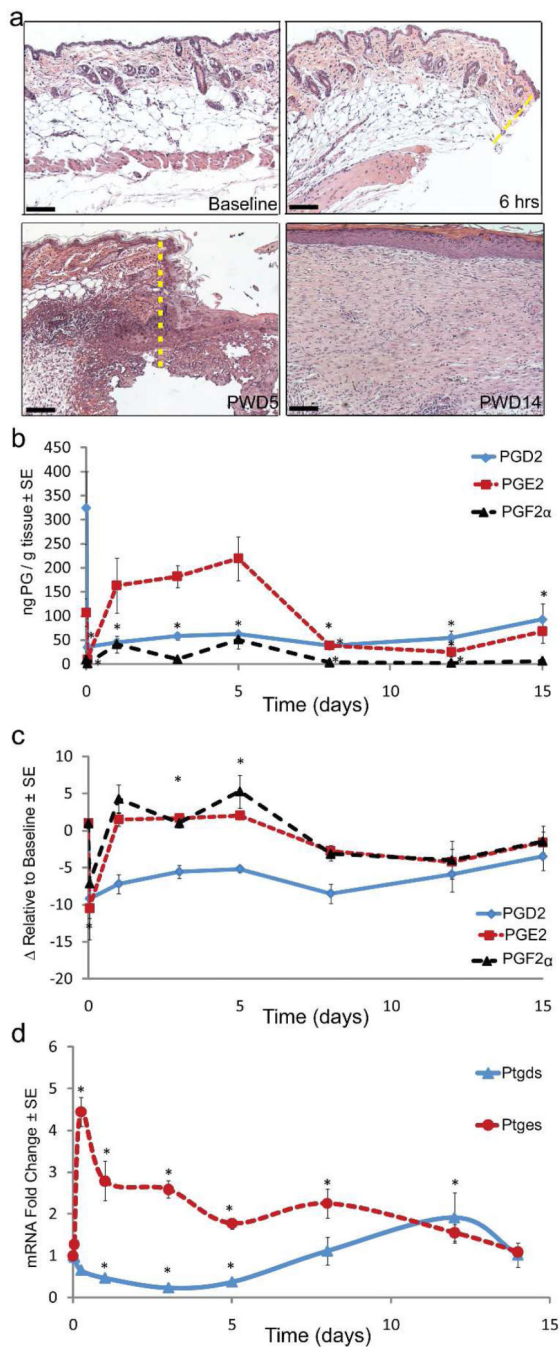 a
Baseline
6 hrs
PWD5
PWD14
b
ng PG / g tissue ± SE
450
400
350
300
250
200
150
100
50
0
0
5
10
15
Time (days)
PGD2
PGE2
PGF2α
* * * * * * * * * * * *
c
Δ Relative to Baseline ± SE
10
5
0
-5
-10
-15
-20
0
5
10
15
Time (days)
PGD2
PGE2
PGF2α
* * *
d
mRNA Fold Change ± SE
6
5
4
3
2
1
0
0
5
10
15
Time (days)
Ptgds
Ptges
* * * * * * * * *